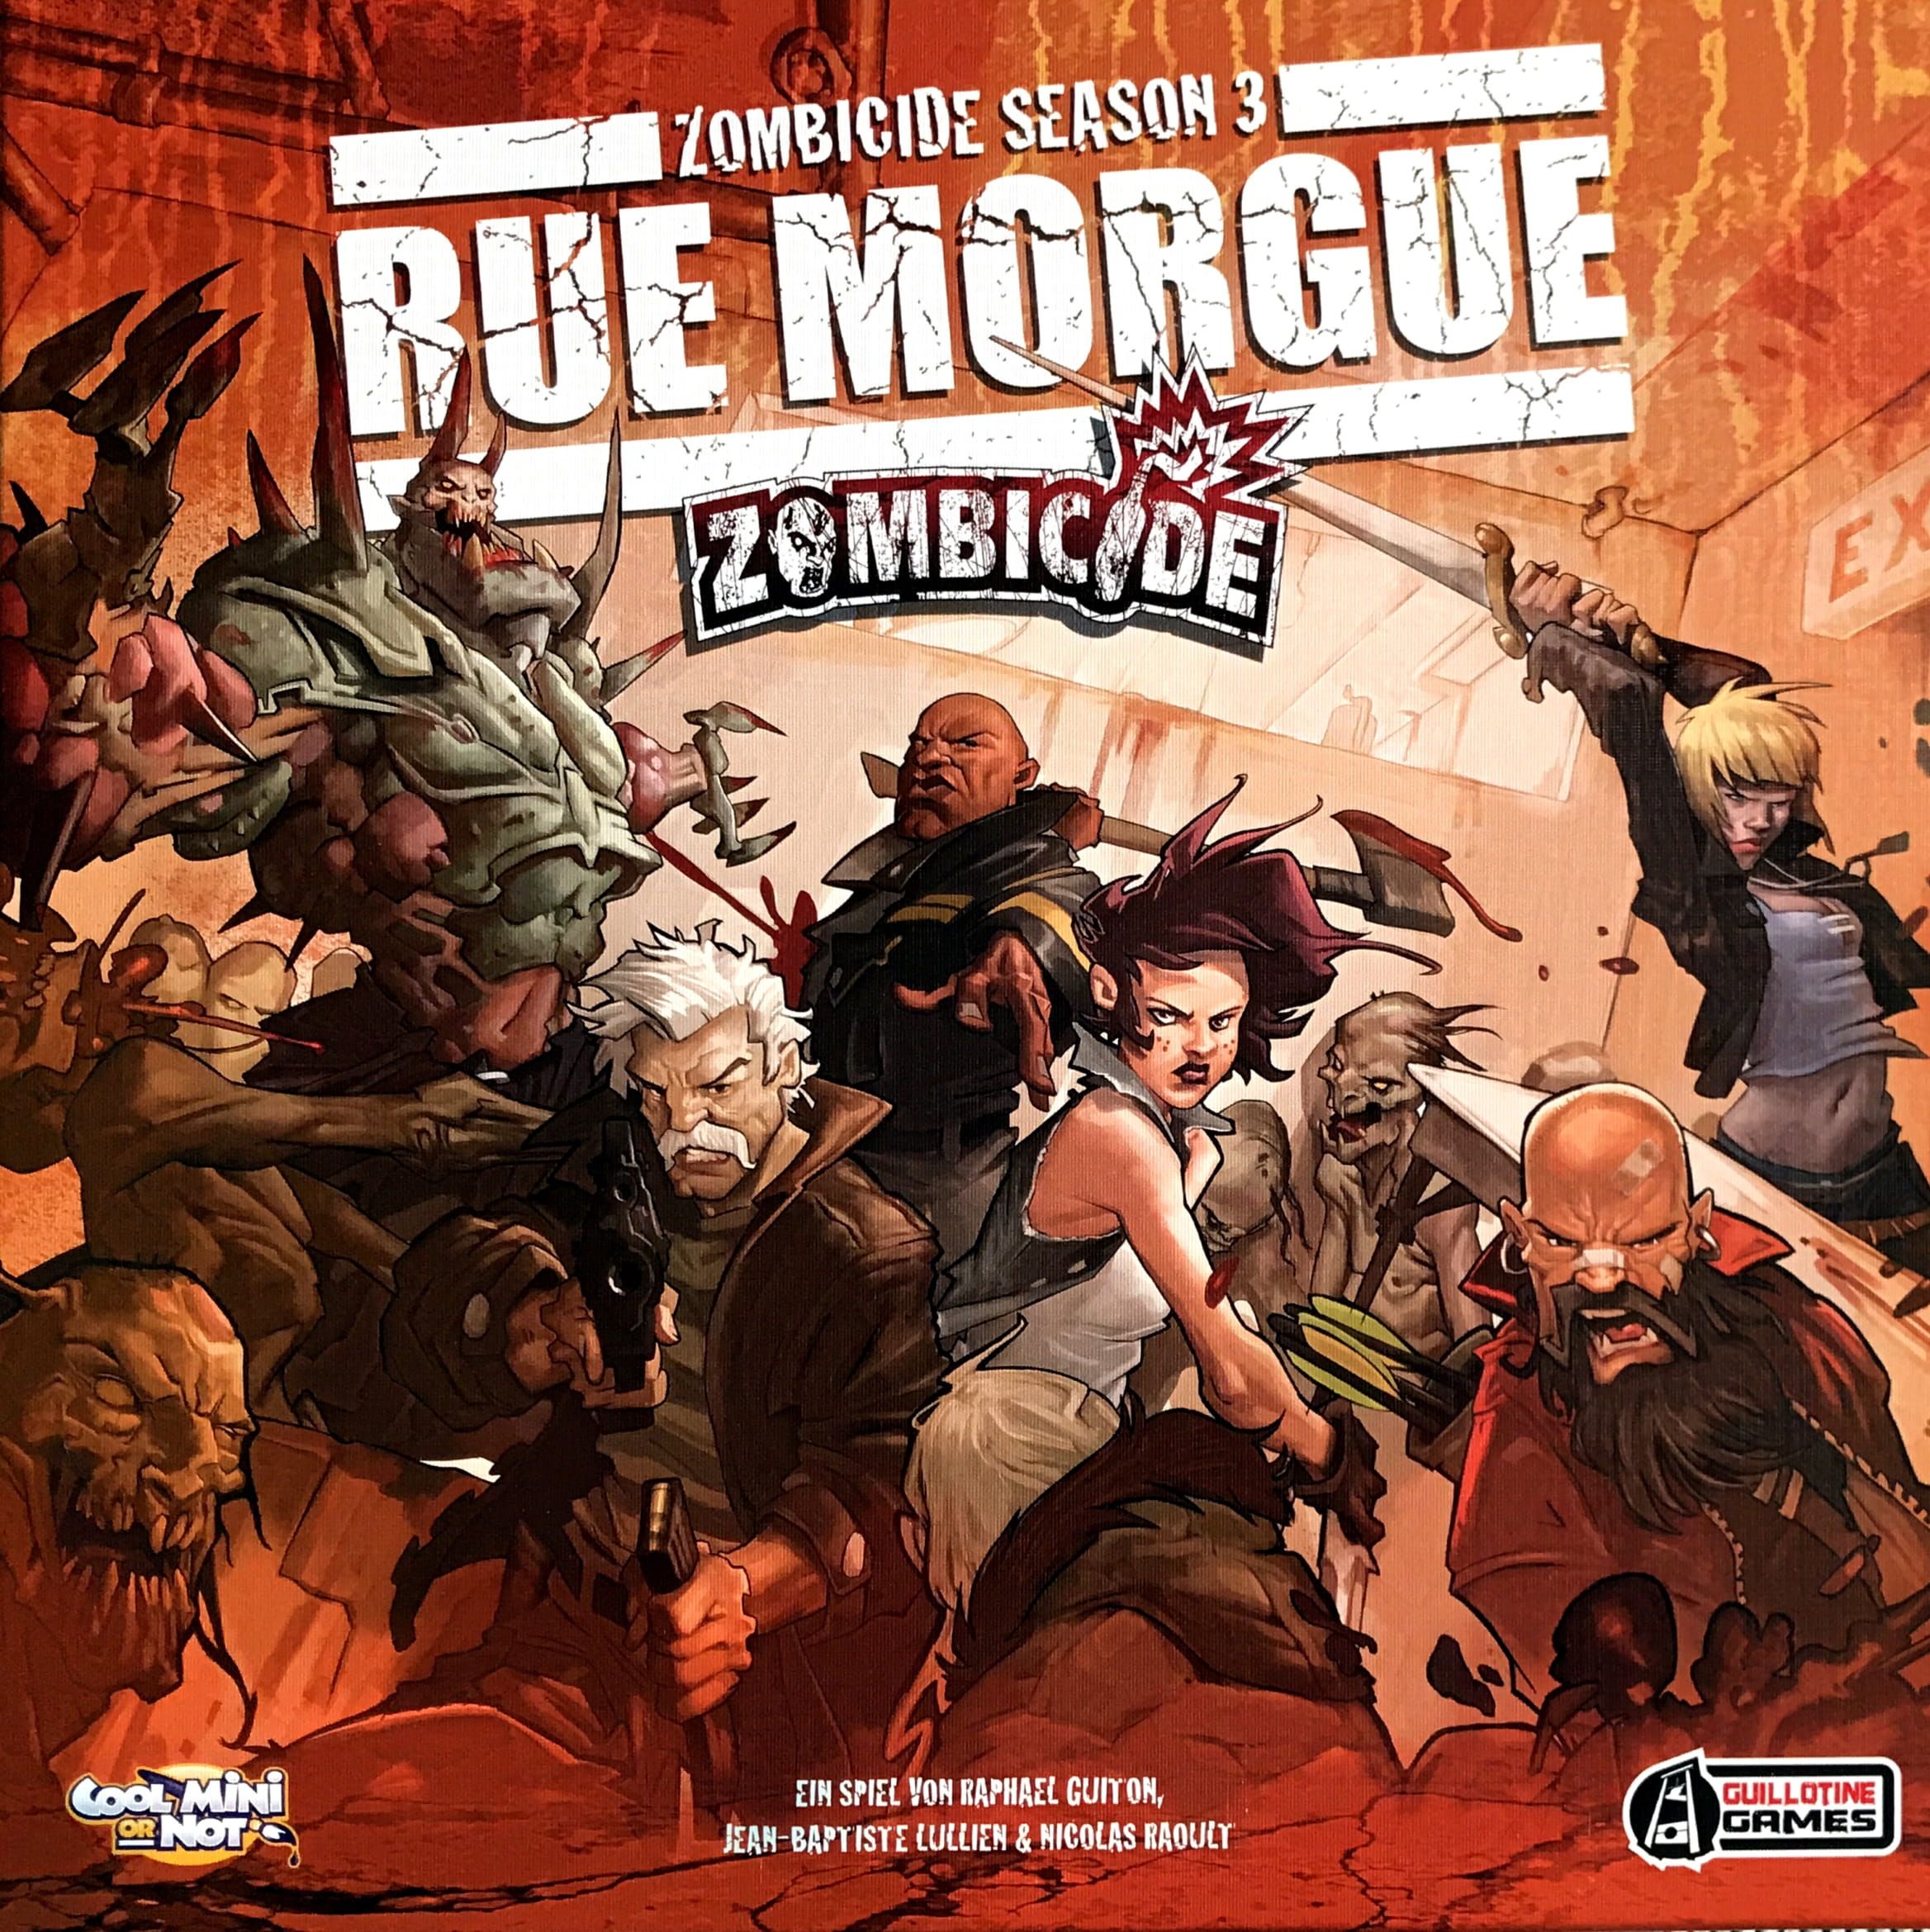 ZOMBICIDE SEASON 3
RUE MORGUE
ZOMBICIDE
EX
COOL MINI
OR NOT
EIN SPIEL VON RAPHAEL GUITON,
JEAN-BAPTISTE LULLIEN & NICOLAS RAOULT
GUILLOTINE
GAMES